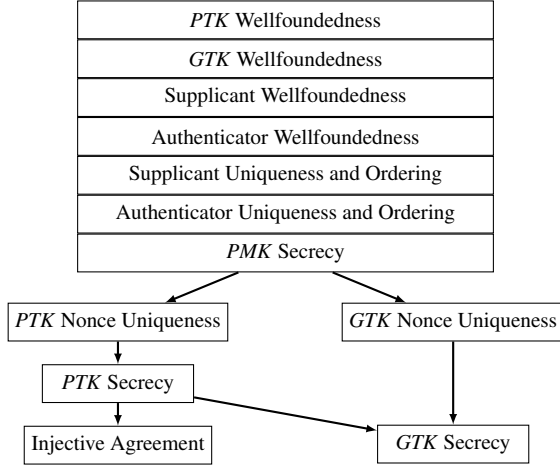 PTK Wellfoundedness
GTK Wellfoundedness
Supplicant Wellfoundedness
Authenticator Wellfoundedness
Supplicant Uniqueness and Ordering
Authenticator Uniqueness and Ordering
PMK Secrecy
PTK Nonce Uniqueness
GTK Nonce Uniqueness
PTK Secrecy
Injective Agreement
GTK Secrecy